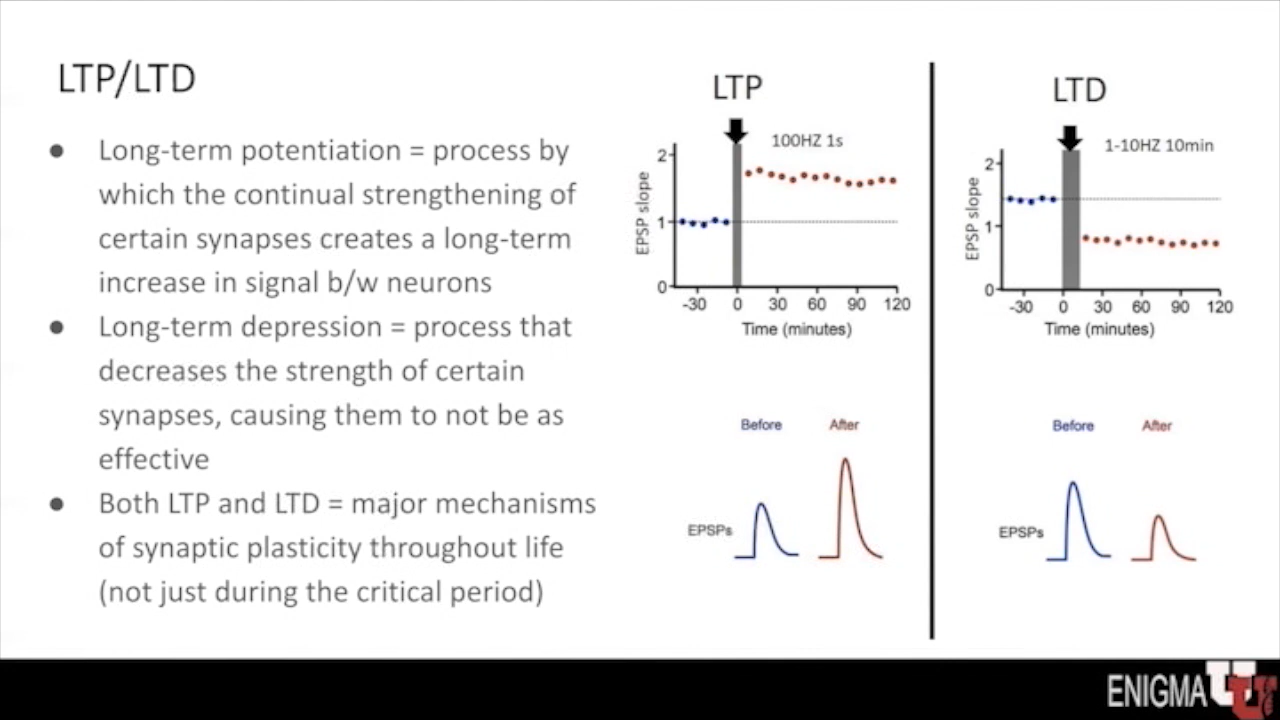 LTP/LTD
● Long-term potentiation = process by
which the continual strengthening of
certain synapses creates a long-term
increase in signal b/w neurons
● Long-term depression = process that
decreases the strength of certain
synapses, causing them to not be as
effective
● Both LTP and LTD = major mechanisms
of synaptic plasticity throughout life
(not just during the critical period)
LTP
100HZ 1s
EPSP slope
2
1
0
-30 0 30 60 90 120
Time (minutes)
Before After
EPSPs
LTD
1-10HZ 10min
EPSP slope
2
1
0
-30 0 30 60 90 120
Time (minutes)
Before After
EPSPs
ENIGMA